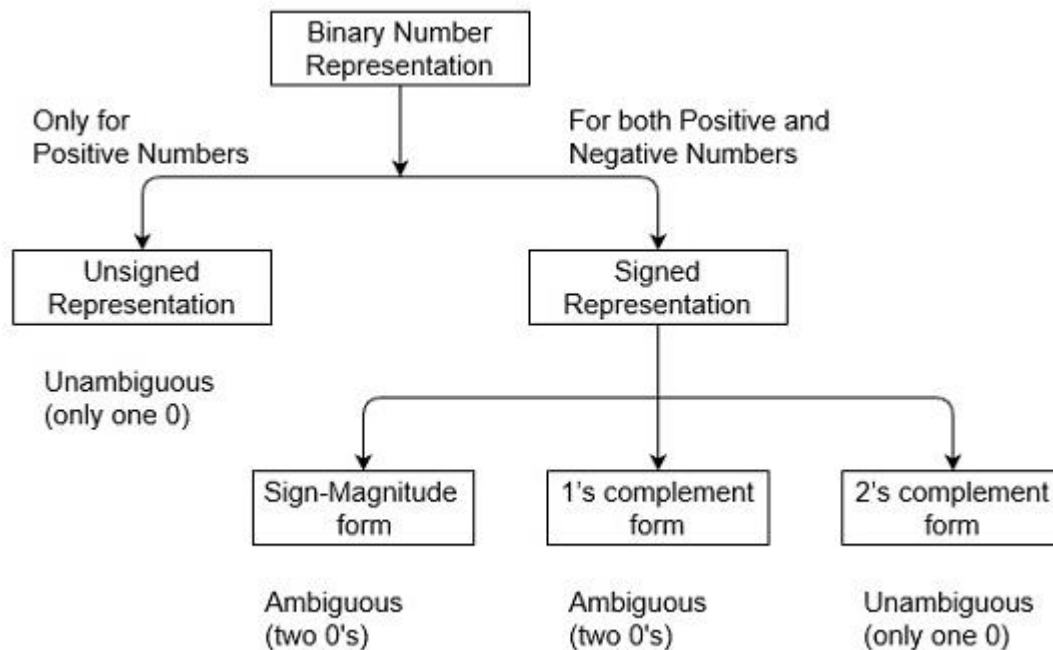 Binary Number
Representation
Only for
Positive Numbers
For both Positive and
Negative Numbers
Unsigned
Representation
Signed
Representation
Unambiguous
(only one 0)
Sign-Magnitude
form
1's complement
form
2's complement
form
Ambiguous
(two 0's)
Ambiguous
(two 0's)
Unambiguous
(only one 0)